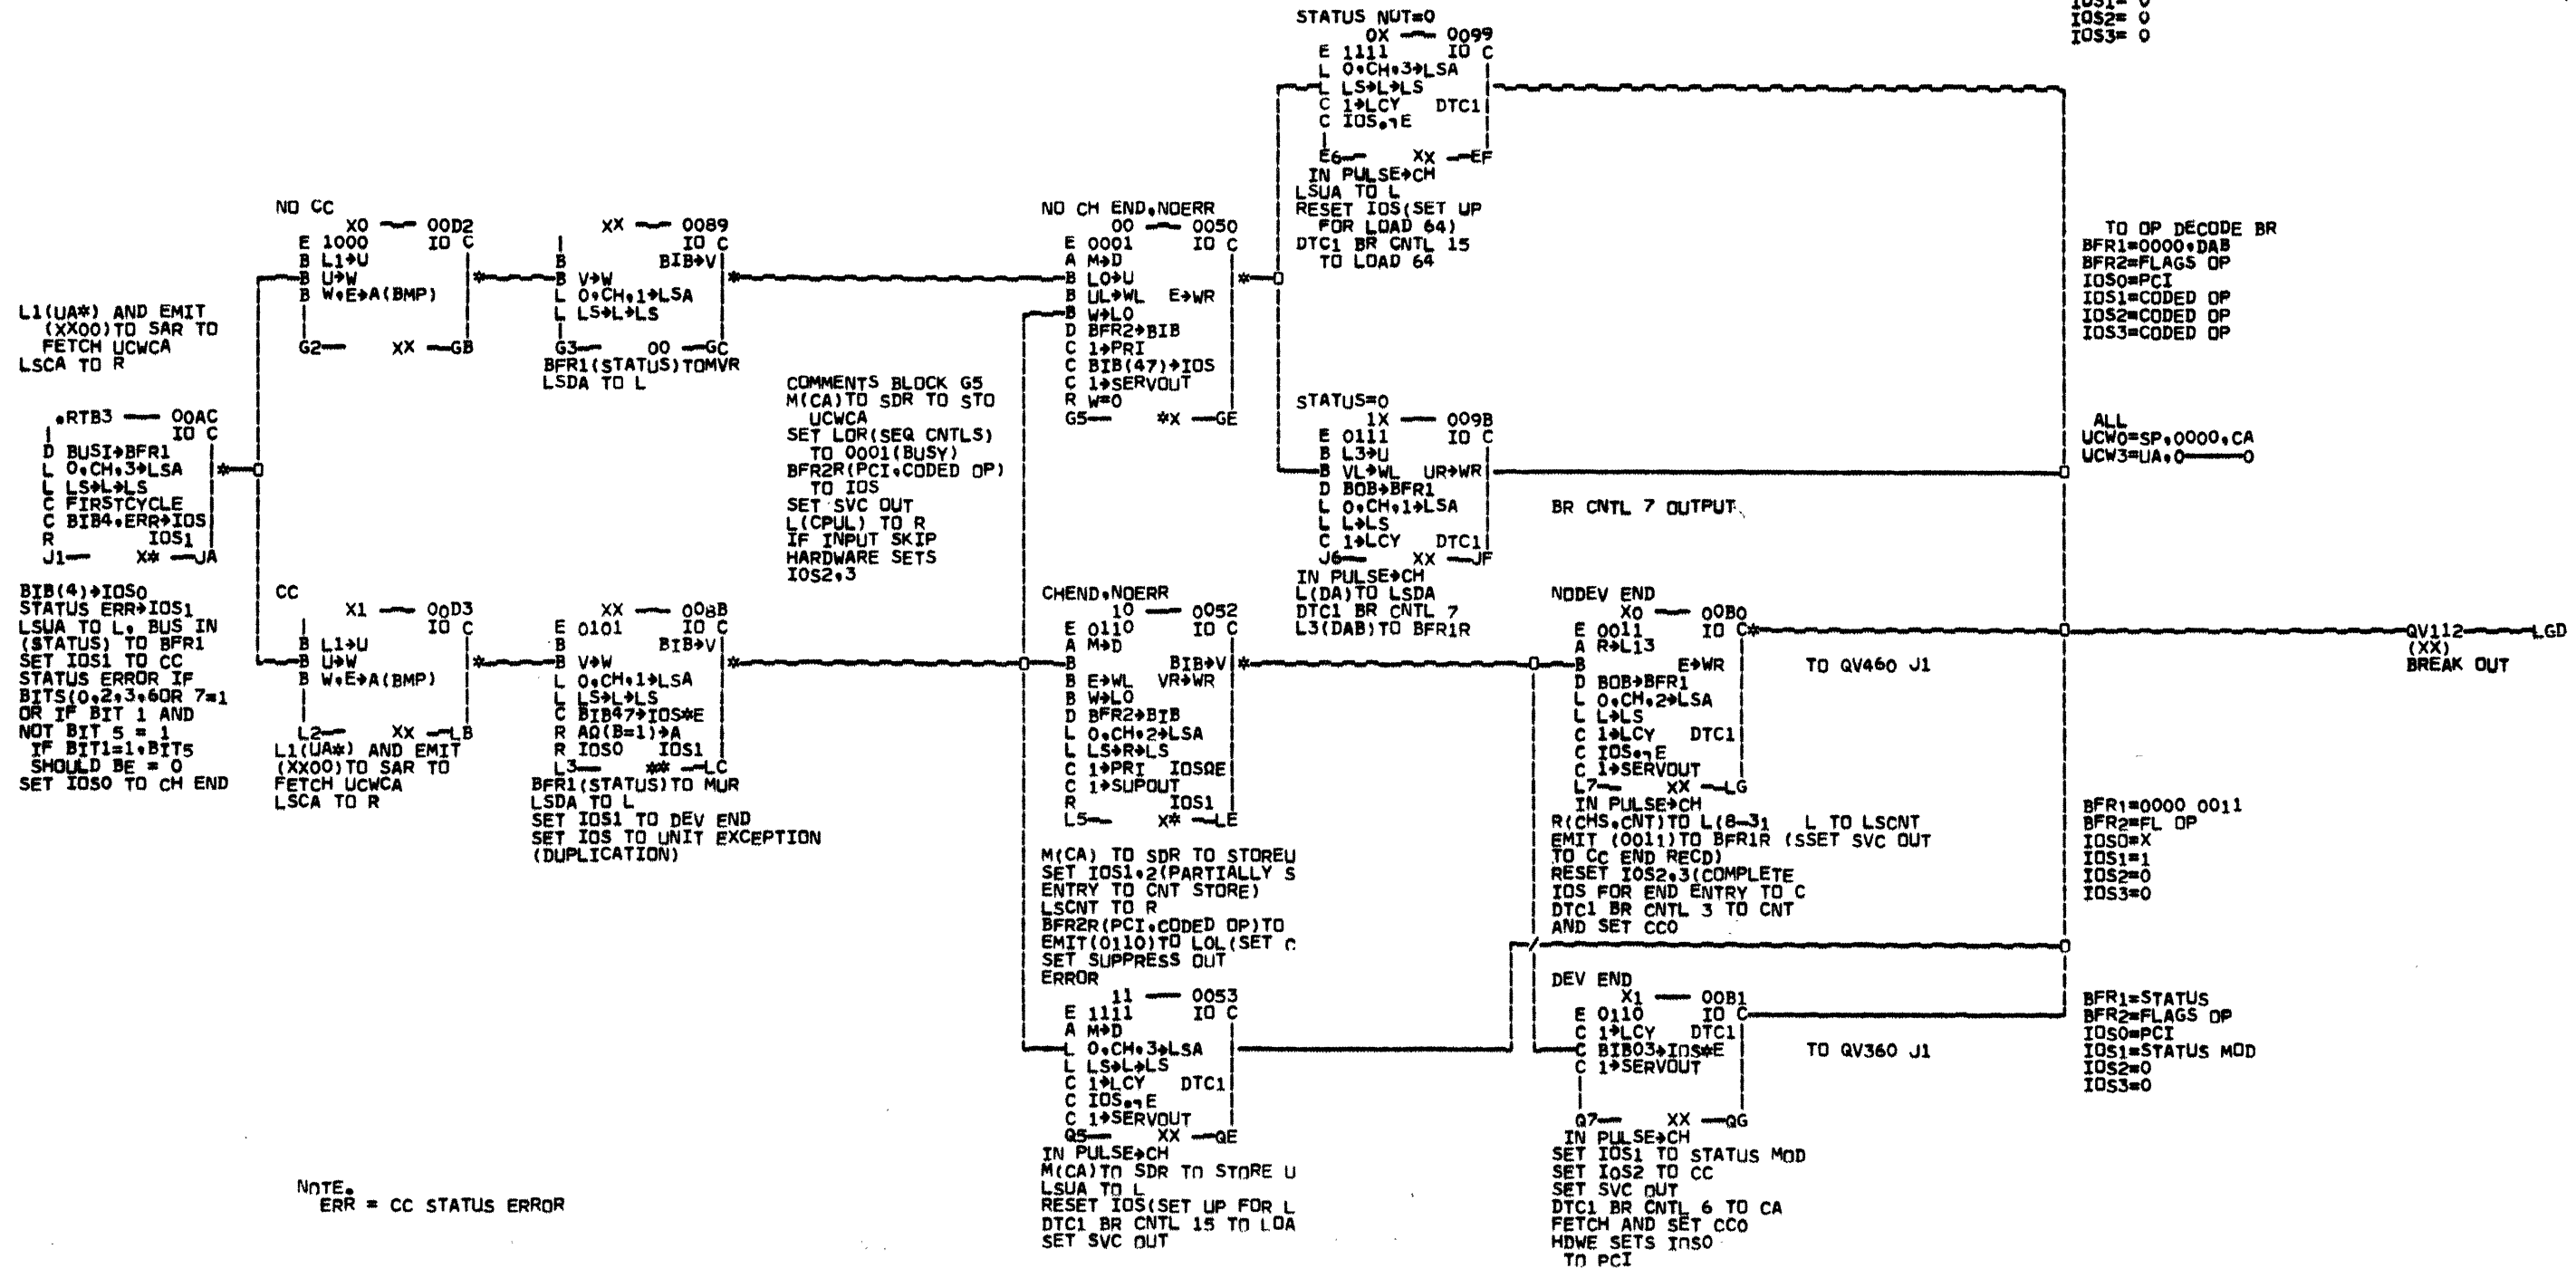 IOS1= 0
IOS2= 0
IOS3= 0
STATUS NUT=0
0X — 0099
E 1111 IO C
L 0,CH,3→LSA
L LS→L→LS
C 1→LCY DTC1
C IOS.¬E
E6— XX —EF
IN PULSE→CH
LSUA TO L
RESET IOS(SET UP
FOR LOAD 64)
DTC1 BR CNTL 15
TO LOAD 64
NO CC
X0 — 00D2
E 1000 IO C
B L1→U
B U→W
B W,E→A(BMP)
G2— XX —GB
XX — 0089
IO C
B BIB→V
B V→W
L 0,CH,1→LSA
L LS→L→LS
G3— 00 —GC
BFR1(STATUS)TOMVR
LSDA TO L
NO CH END,NOERR
00 — 0050
E 0001 IO C
A M→D
B LO→U
B UL→WL E→WR
B W→LO
D BFR2→BIB
C 1→PRI
C BIB(47)→IOS
C 1→SERVOUT
R W=0
G5— *X —GE
TO OP DECODE BR
BFR1=0000,DAB
BFR2=FLAGS OP
IOS0=PCI
IOS1=CODED OP
IOS2=CODED OP
IOS3=CODED OP
L1(UA*) AND EMIT
(XX00)TO SAR TO
FETCH UCWCA
LSCA TO R
.RTB3 — 00AC
IO C
D BUSI→BFR1
L 0,CH,3→LSA
L LS→L→LS
C FIRSTCYCLE
C BIB4,ERR→IOS
R IOS1
J1— X* —JA
BIB(4)→IOS0
STATUS ERR→IOS1
LSUA TO L, BUS IN
(STATUS) TO BFR1
SET IOS1 TO CC
STATUS ERROR IF
BITS(0,2,3,6OR 7=1
OR IF BIT 1 AND
NOT BIT 5 = 1
IF BIT1=1,BIT5
SHOULD BE = 0
SET IOS0 TO CH END
COMMENTS BLOCK G5
M(CA)TO SDR TO STO
UCWCA
SET LOR(SEQ CNTLS)
TO 0001(BUSY)
BFR2R(PCI,CODED OP)
TO IOS
SET SVC OUT
L(CPUL) TO R
IF INPUT SKIP
HARDWARE SETS
IOS2,3
STATUS=0
1X — 009B
E 0111 IO C
B L3→U
B VL→WL UR→WR
D BOB→BFR1
L 0,CH,1→LSA
L L→LS
C 1→LCY DTC1
J6— XX —JF
IN PULSE→CH
L(DA)TO LSDA
DTC1 BR CNTL 7
L3(DAB)TO BFR1R
BR CNTL 7 OUTPUT
ALL
UCW0=SP,0000,CA
UCW3=UA,0——0
CC
X1 — 00D3
IO C
B L1→U
B U→W
B W,E→A(BMP)
L2— XX —LB
L1(UA*) AND EMIT
(XX00)TO SAR TO
FETCH UCWCA
LSCA TO R
XX — 008B
E 0101 IO C
B BIB→V
B V→W
L 0,CH,1→LSA
L LS→L→LS
C BIB47→IOS*E
R AΩ(B=1)→A
R IOS0 IOS1
L3— ** —LC
BFR1(STATUS)TO MUR
LSDA TO L
SET IOS1 TO DEV END
SET IOS TO UNIT EXCEPTION
(DUPLICATION)
CHEND,NOERR
10 — 0052
E 0110 IO C
A M→D
B BIB→V
B E→WL VR→WR
B W→LO
D BFR2→BIB
L 0,CH,2→LSA
L LS→R→LS
C 1→PRI IOSΩE
C 1→SUPOUT
R IOS1
L5— X* —LE
M(CA) TO SDR TO STOREU
SET IOS1,2(PARTIALLY S
ENTRY TO CNT STORE)
LSCNT TO R
BFR2R(PCI,CODED OP)TO
EMIT(0110)TO LOL(SET C
SET SUPPRESS OUT
ERROR
11 — 0053
E 1111 IO C
A M→D
L 0,CH,3→LSA
L LS→L→LS
C 1→LCY DTC1
C IOS.¬E
C 1→SERVOUT
Q5— XX —QE
IN PULSE→CH
M(CA)TO SDR TO STORE U
LSUA TO L
RESET IOS(SET UP FOR L
DTC1 BR CNTL 15 TO LOA
SET SVC OUT
NODEV END
X0 — 00B0
E 0011 IO C
A R→L13
B E→WR
D BOB→BFR1
L 0,CH,2→LSA
L L→LS
C 1→LCY DTC1
C IOS.¬E
C 1→SERVOUT
L7— XX —LG
IN PULSE→CH
R(CHS,CNT)TO L(8-31 L TO LSCNT
EMIT (0011)TO BFR1R (SSET SVC OUT
TO CC END RECD)
RESET IOS2,3(COMPLETE
IOS FOR END ENTRY TO C
DTC1 BR CNTL 3 TO CNT
AND SET CCO
TO QV460 J1
QV112—LGD
(XX)
BREAK OUT
BFR1=0000 0011
BFR2=FL OP
IOS0=X
IOS1=1
IOS2=0
IOS3=0
DEV END
X1 — 00B1
E 0110 IO C
C 1→LCY DTC1
C BIB03→IOS*E
C 1→SERVOUT
Q7— XX —QG
IN PULSE→CH
SET IOS1 TO STATUS MOD
SET IOS2 TO CC
SET SVC OUT
DTC1 BR CNTL 6 TO CA
FETCH AND SET CCO
HDWE SETS IOS0
TO PCI
TO QV360 J1
BFR1=STATUS
BFR2=FLAGS OP
IOS0=PCI
IOS1=STATUS MOD
IOS2=0
IOS3=0
NOTE.
ERR = CC STATUS ERROR